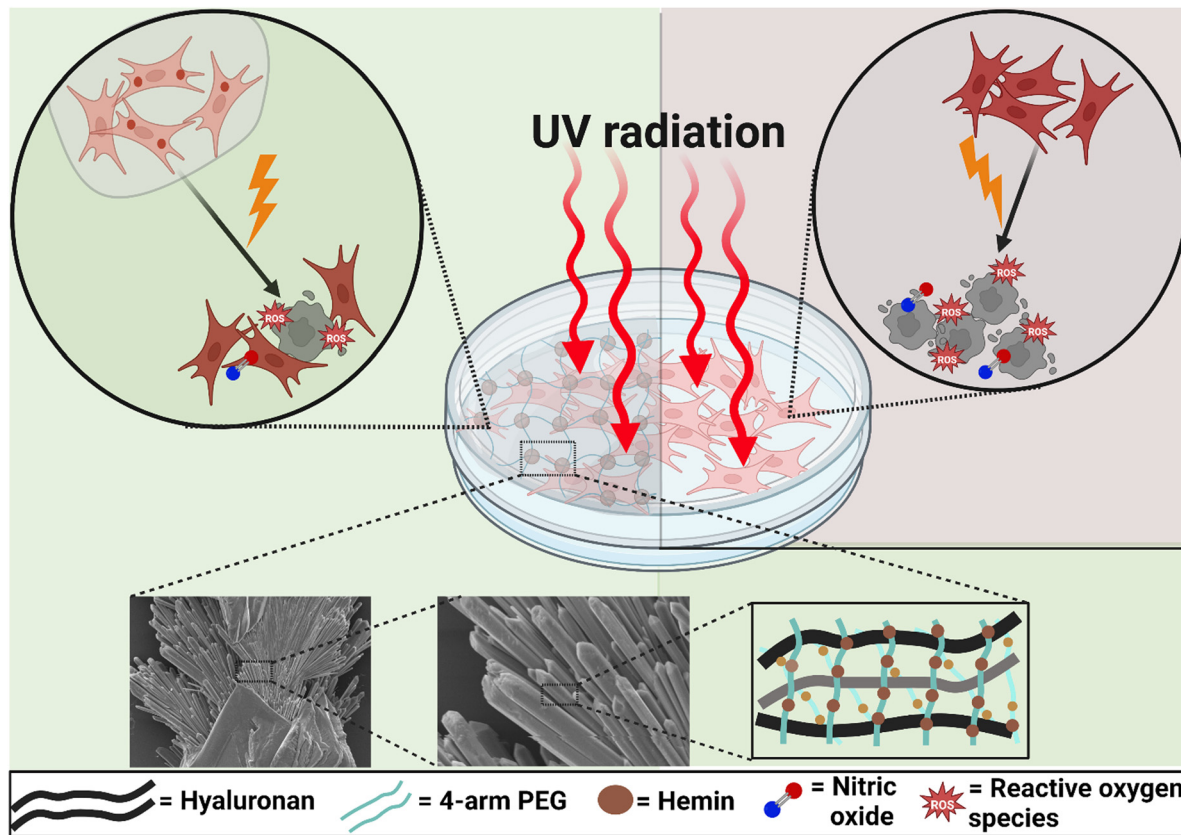 UV radiation
ROS
ROS
ROS
ROS
ROS
ROS
= Hyaluronan
= 4-arm PEG
= Hemin
= Nitric
oxide
ROS
= Reactive oxygen
species